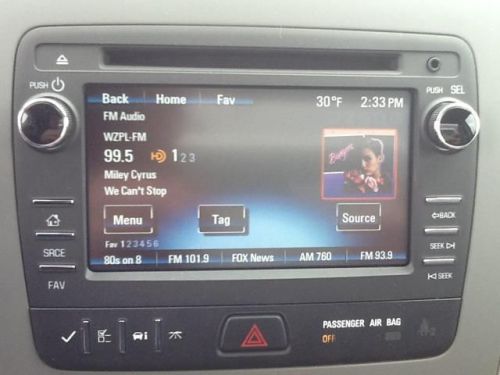 PUSH
PUSH SEL
Back Home Fav 30°F 2:33 PM
FM Audio
WZPL-FM
99.5 HD 1 2 3
Miley Cyrus
We Can't Stop
Menu Tag Source
Fav 1 2 3 4 5 6
80s on 8 FM 101.9 FOX News AM 760 FM 93.9
BACK
SRCE
SEEK
SEEK
FAV
PASSENGER AIR BAG
OFF